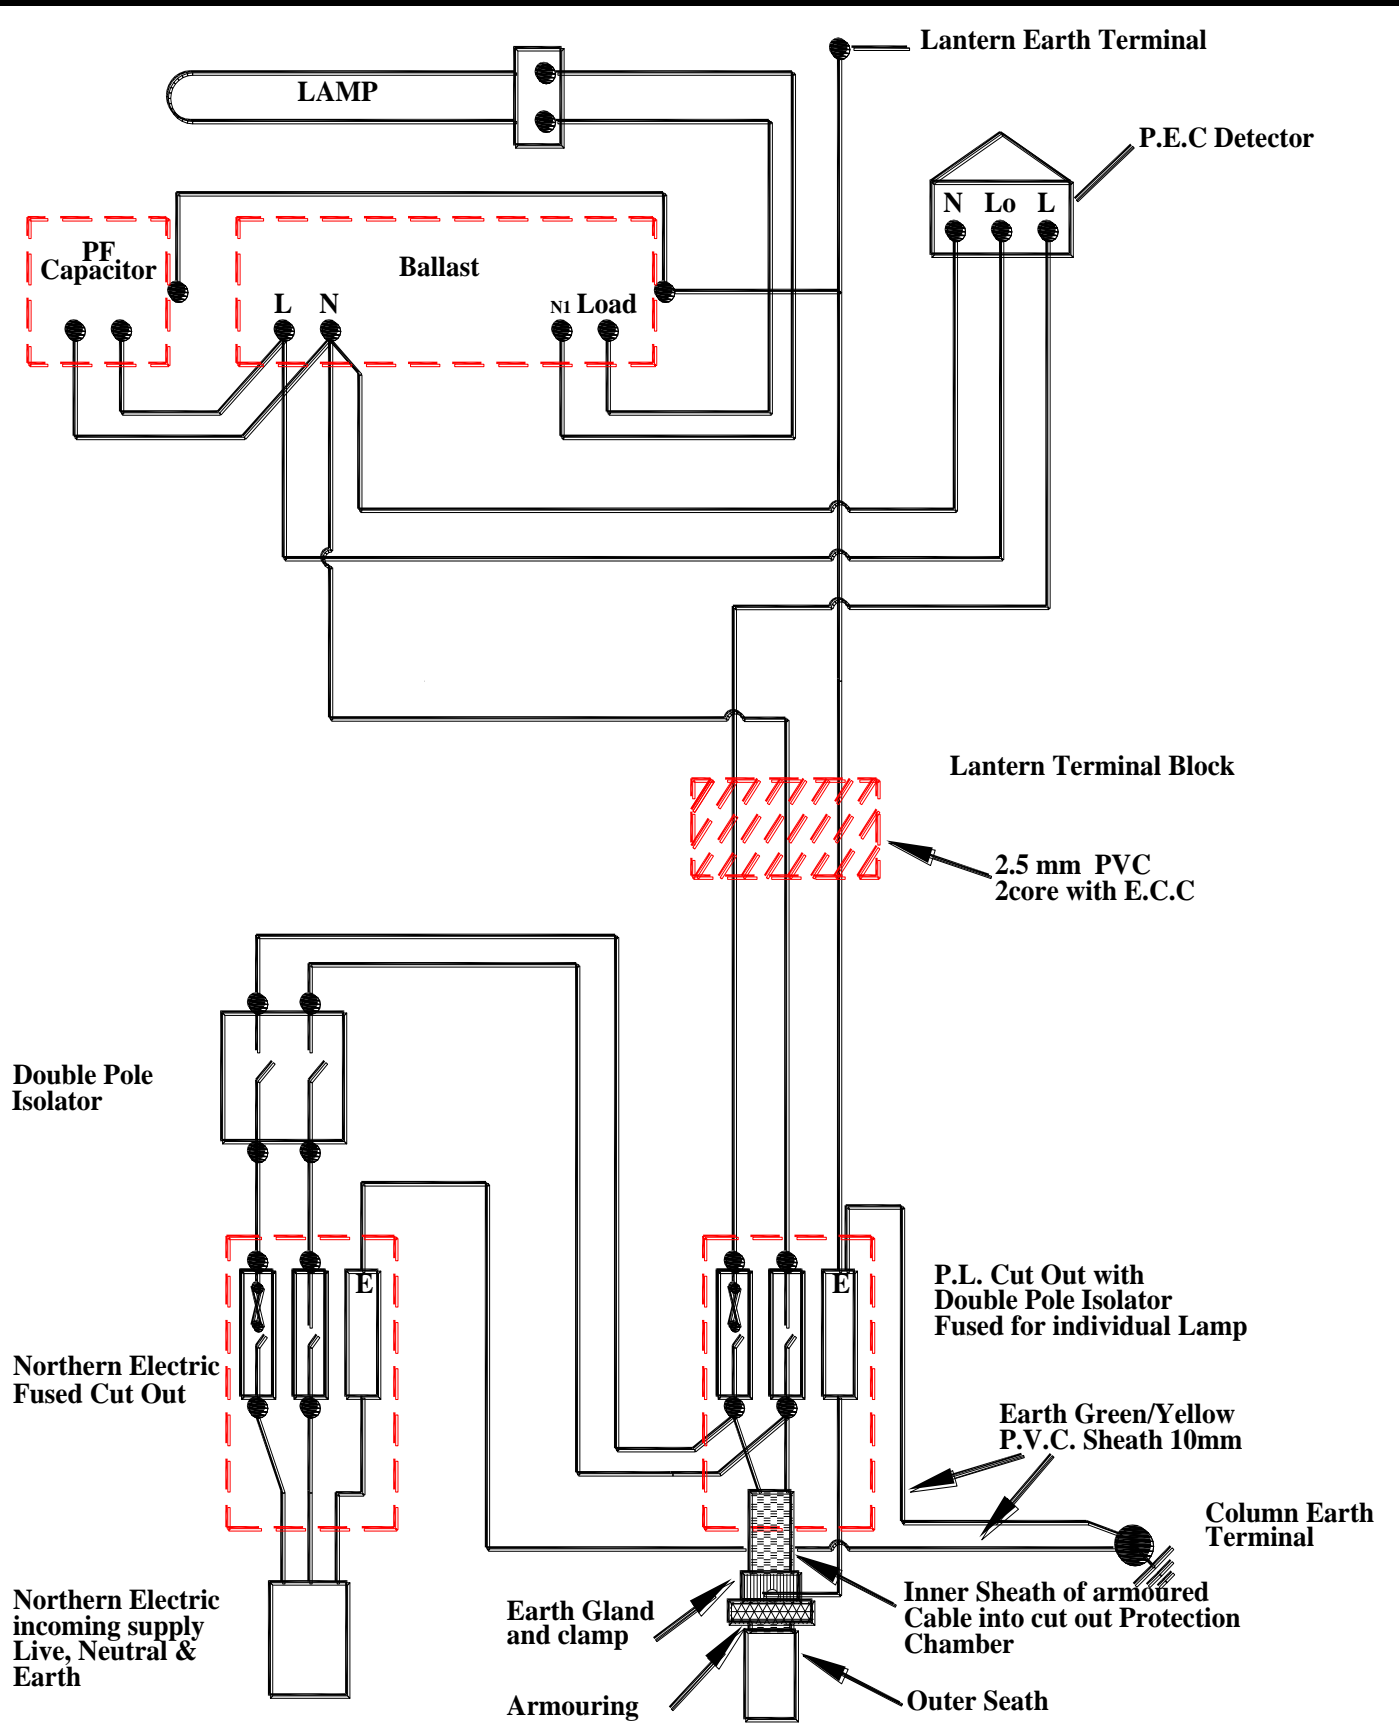 Lantern Earth Terminal
LAMP
P.E.C Detector
N Lo L
PF
Capacitor
Ballast
L N
N1 Load
Lantern Terminal Block
2.5 mm PVC
2core with E.C.C
Double Pole
Isolator
E
E
P.L. Cut Out with
Double Pole Isolator
Fused for individual Lamp
Northern Electric
Fused Cut Out
Earth Green/Yellow
P.V.C. Sheath 10mm
Column Earth
Terminal
Northern Electric
incoming supply
Live, Neutral &
Earth
Earth Gland
and clamp
Inner Sheath of armoured
Cable into cut out Protection
Chamber
Armouring
Outer Seath